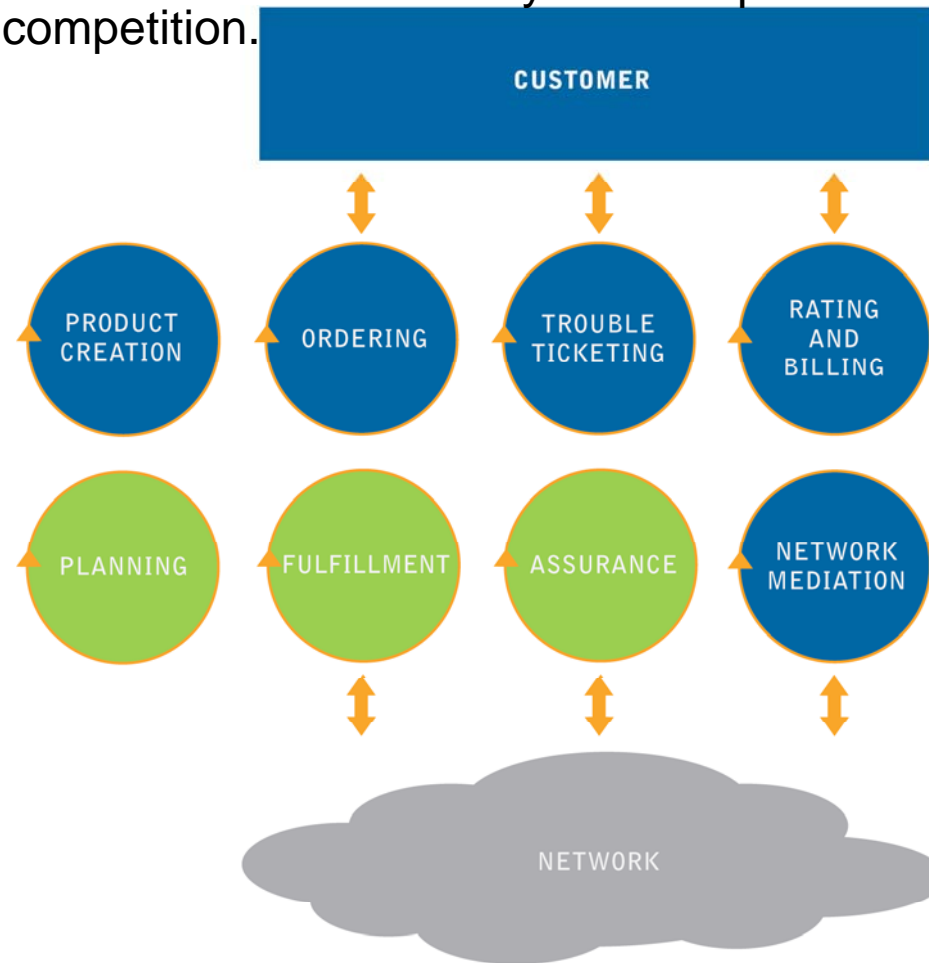 competition.
CUSTOMER
PRODUCT
CREATION
ORDERING
TROUBLE
TICKETING
RATING
AND
BILLING
PLANNING
FULFILLMENT
ASSURANCE
NETWORK
MEDIATION
NETWORK